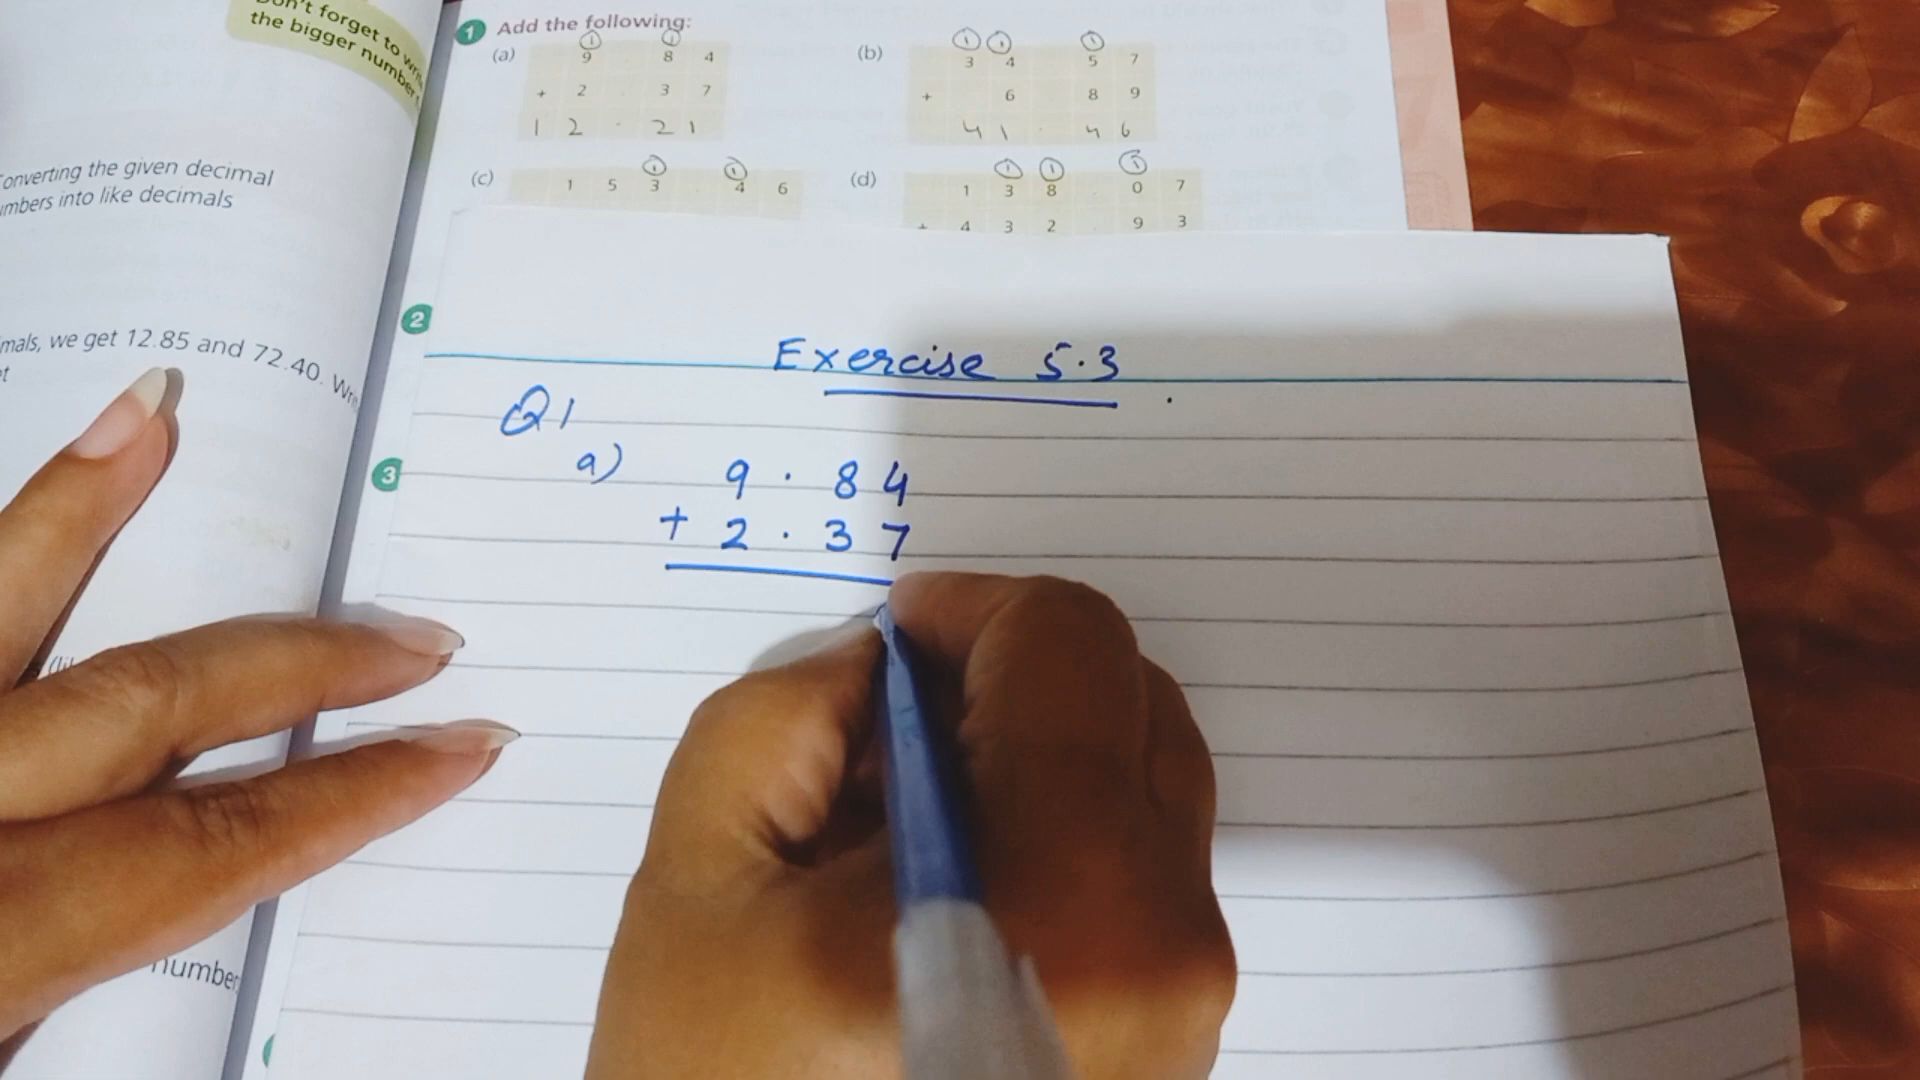 Don't forget to
the bigger number
onverting the given decimal
mbers into like decimals
mals, we get 12.85 and 72.40.
number
1 Add the following:
(a)
1 1
9 . 8 4
+ 2 . 3 7
1 2 . 2 1
(b)
1 1 1
3 4 5 7
+ 6 8 9
4 1 . 4 6
(c)
1 1
1 5 3 . 4 6
(d)
1 1 1
1 3 8 . 0 7
+ 4 3 2 . 9 3
2
3
Exercise 5.3
Q1
a) 9 . 8 4
+ 2 . 3 7